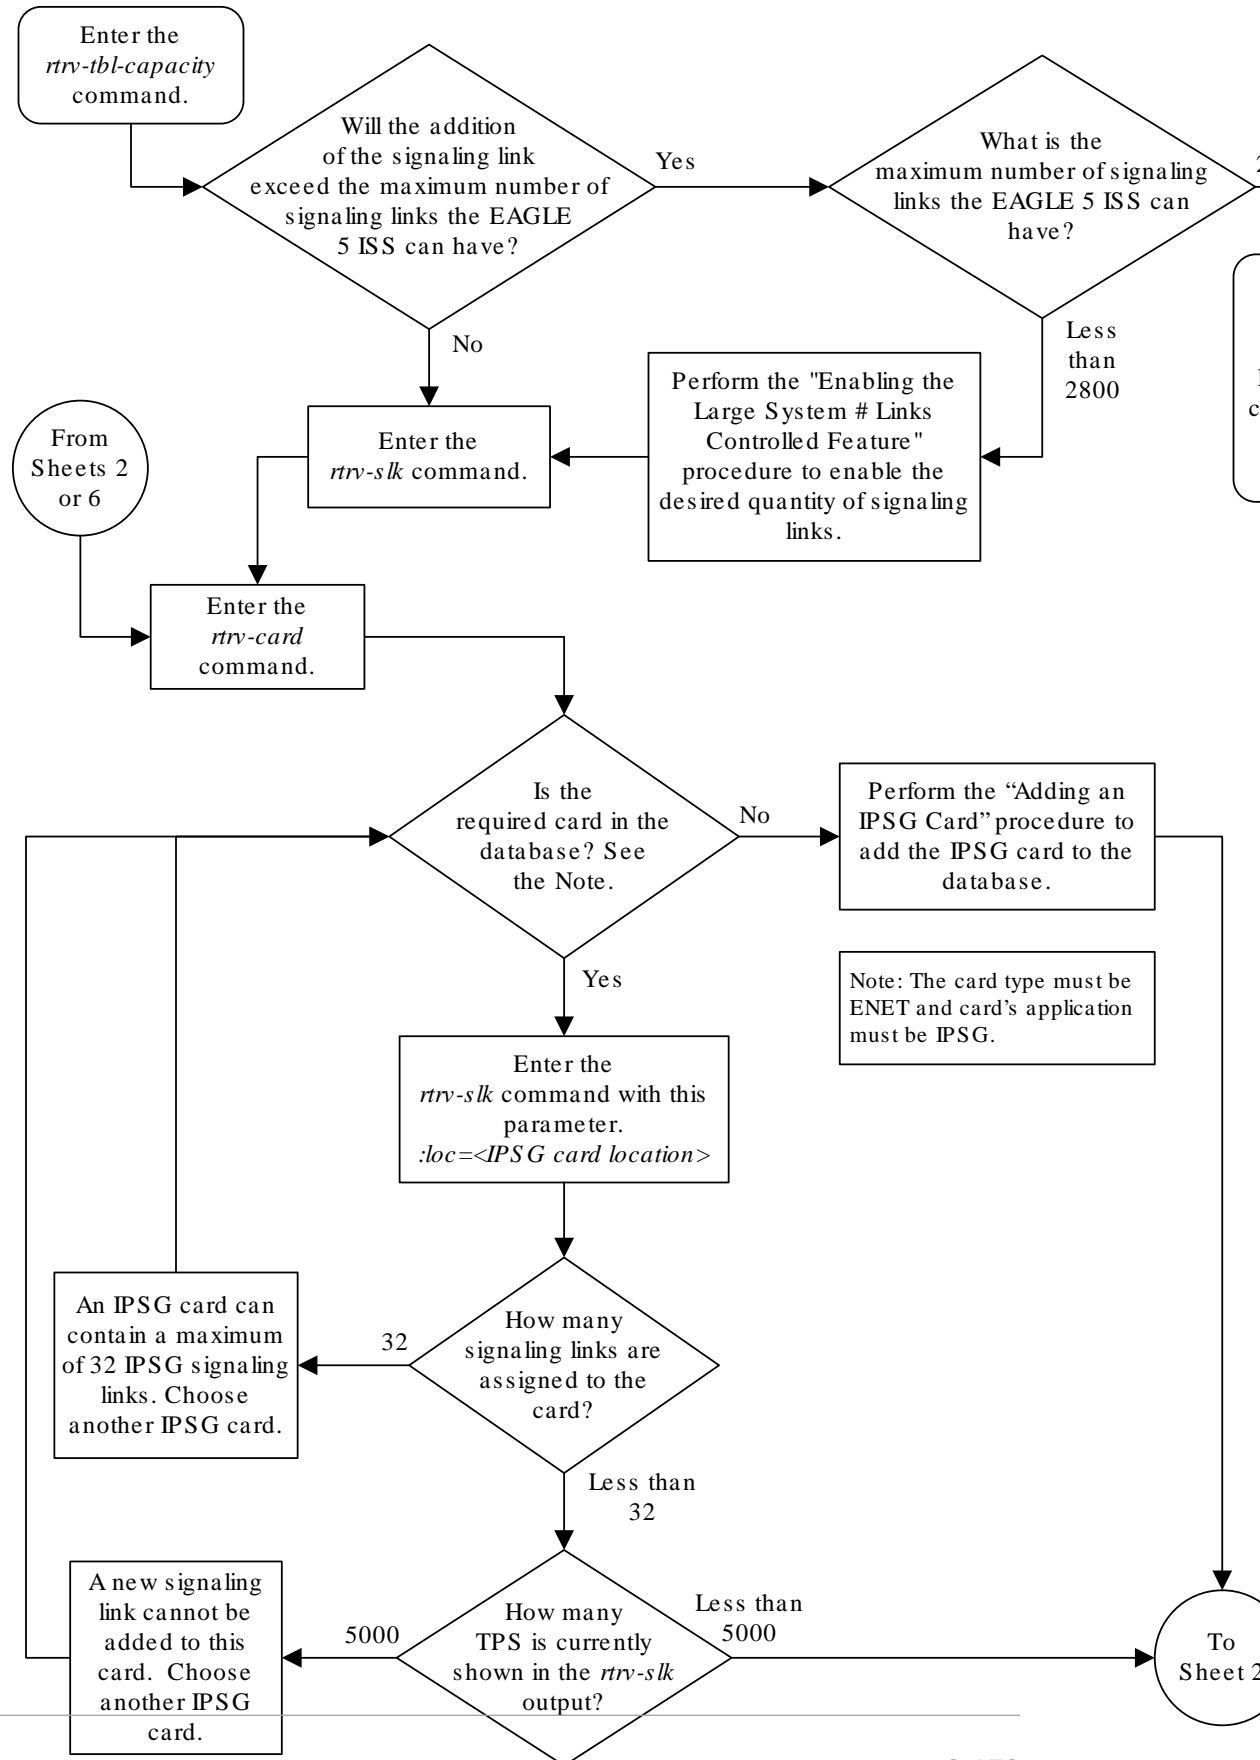 Enter the
rtrv-tbl-capacity
command.
Will the addition
of the signaling link
exceed the maximum number of
signaling links the EAGLE
5 ISS can have?
Yes
What is the
maximum number of signaling
links the EAGLE 5 ISS can
have?
No
Less
than
2800
Perform the "Enabling the
Large System # Links
Controlled Feature"
procedure to enable the
desired quantity of signaling
links.
Enter the
rtrv-slk command.
From
Sheets 2
or 6
Enter the
rtrv-card
command.
Is the
required card in the
database? See
the Note.
No
Perform the “Adding an
IPSG Card” procedure to
add the IPSG card to the
database.
Yes
Note: The card type must be
ENET and card’s application
must be IPSG.
Enter the
rtrv-slk command with this
parameter.
:loc=<IPSG card location>
How many
signaling links are
assigned to the
card?
32
An IPSG card can
contain a maximum
of 32 IPSG signaling
links. Choose
another IPSG card.
Less than
32
How many
TPS is currently
shown in the rtrv-slk
output?
5000
A new signaling
link cannot be
added to this
card. Choose
another IPSG
card.
Less than
5000
To
Sheet 2